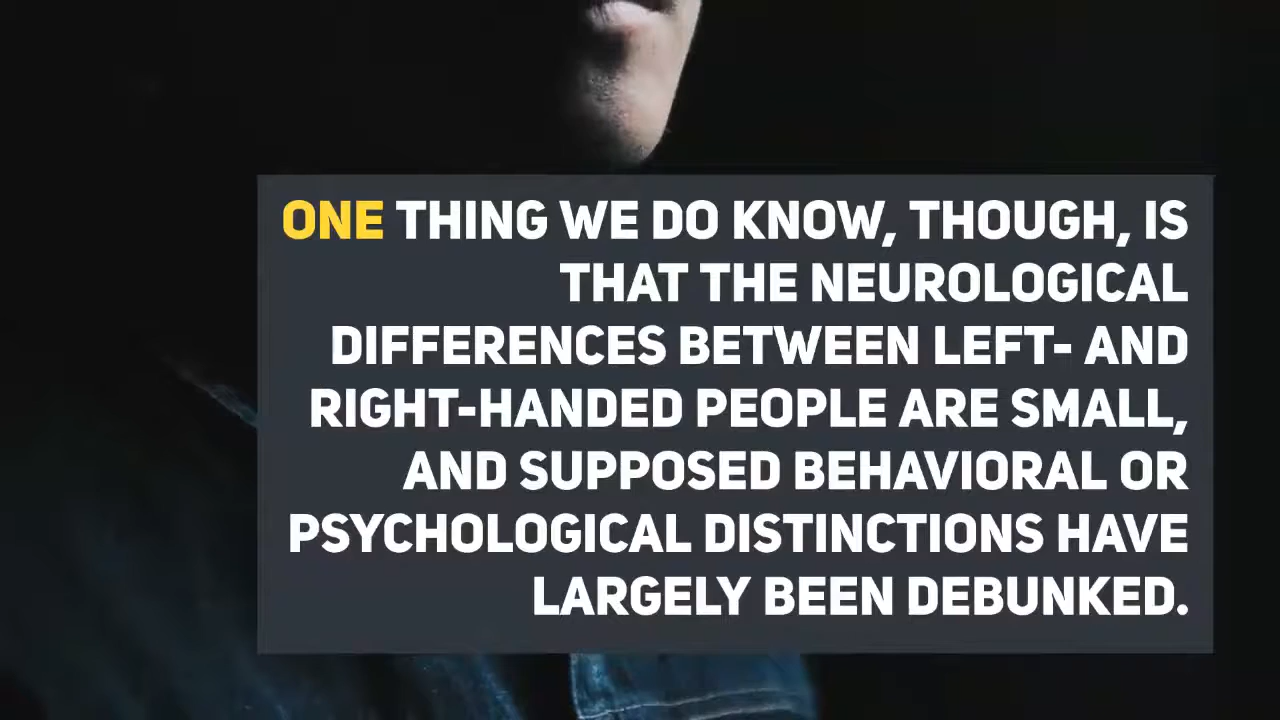 ONE THING WE DO KNOW, THOUGH, IS
THAT THE NEUROLOGICAL
DIFFERENCES BETWEEN LEFT- AND
RIGHT-HANDED PEOPLE ARE SMALL,
AND SUPPOSED BEHAVIORAL OR
PSYCHOLOGICAL DISTINCTIONS HAVE
LARGELY BEEN DEBUNKED.